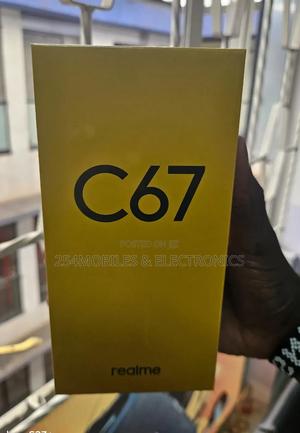 C67
POSTED ON
254MOBILES & ELECTRONICS
realme